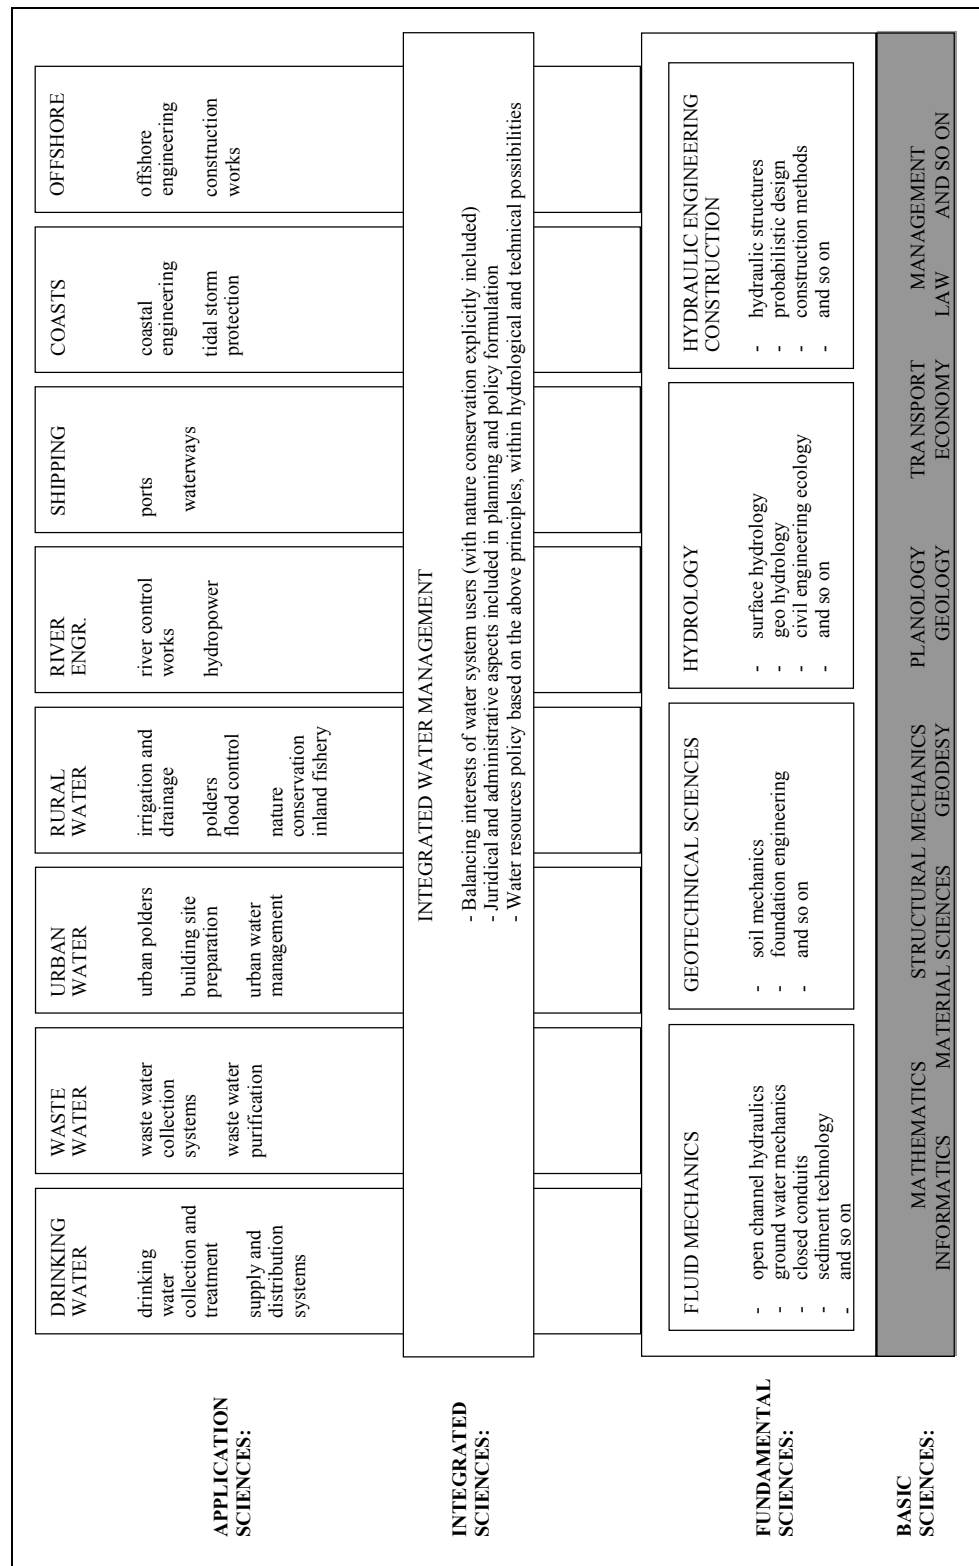 APPLICATION
SCIENCES:
DRINKING
WATER
drinking
water
collection and
treatment
supply and
distribution
systems
WASTE
WATER
waste water
collection
systems
waste water
purification
URBAN
WATER
urban polders
building site
preparation
urban water
management
RURAL
WATER
irrigation and
drainage
polders
flood control
nature
conservation
inland fishery
RIVER
ENGR.
river control
works
hydropower
SHIPPING
ports
waterways
COASTS
coastal
engineering
tidal storm
protection
OFFSHORE
offshore
engineering
construction
works
INTEGRATED
SCIENCES:
INTEGRATED WATER MANAGEMENT
- Balancing interests of water system users (with nature conservation explicitly included)
- Juridical and administrative aspects included in planning and policy formulation
- Water resources policy based on the above principles, within hydrological and technical possibilities
FUNDAMENTAL
SCIENCES:
FLUID MECHANICS
- open channel hydraulics
- ground water mechanics
- closed conduits
- sediment technology
- and so on
GEOTECHNICAL SCIENCES
- soil mechanics
- foundation engineering
- and so on
HYDROLOGY
- surface hydrology
- geo hydrology
- civil engineering ecology
- and so on
HYDRAULIC ENGINEERING
CONSTRUCTION
- hydraulic structures
- probabilistic design
- construction methods
- and so on
BASIC
SCIENCES:
MATHEMATICS STRUCTURAL MECHANICS PLANOLOGY TRANSPORT MANAGEMENT
INFORMATICS MATERIAL SCIENCES GEODESY GEOLOGY ECONOMY LAW AND SO ON